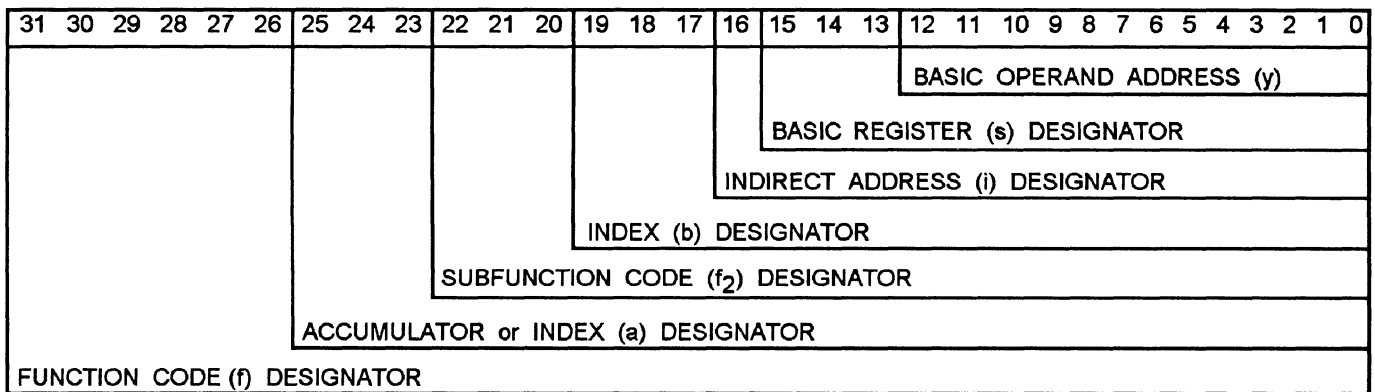 31 30 29 28 27 26 25 24 23 22 21 20 19 18 17 16 15 14 13 12 11 10 9 8 7 6 5 4 3 2 1 0
BASIC OPERAND ADDRESS (y)
BASIC REGISTER (s) DESIGNATOR
INDIRECT ADDRESS (i) DESIGNATOR
INDEX (b) DESIGNATOR
SUBFUNCTION CODE (f₂) DESIGNATOR
ACCUMULATOR or INDEX (a) DESIGNATOR
FUNCTION CODE (f) DESIGNATOR